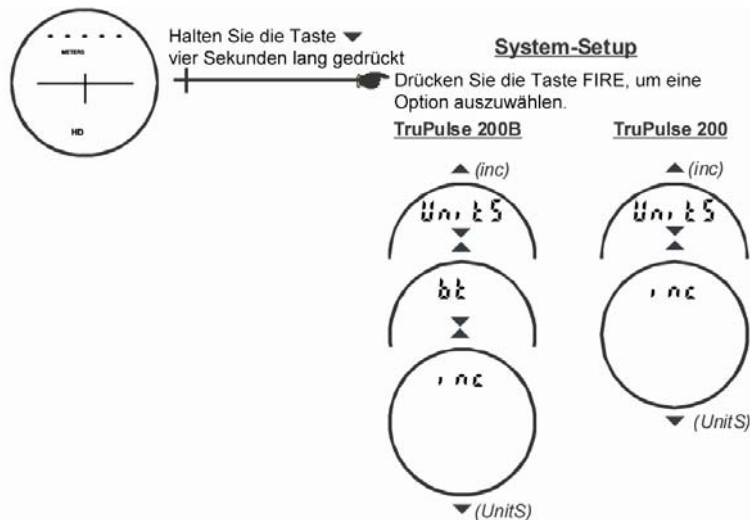 - - - - -
METERS
HD
Halten Sie die Taste ▼
vier Sekunden lang gedrückt
System-Setup
Drücken Sie die Taste FIRE, um eine
Option auszuwählen.
TruPulse 200B
▲ (inc)
UnitS
bt
inc
▼ (UnitS)
TruPulse 200
▲ (inc)
UnitS
inc
▼ (UnitS)